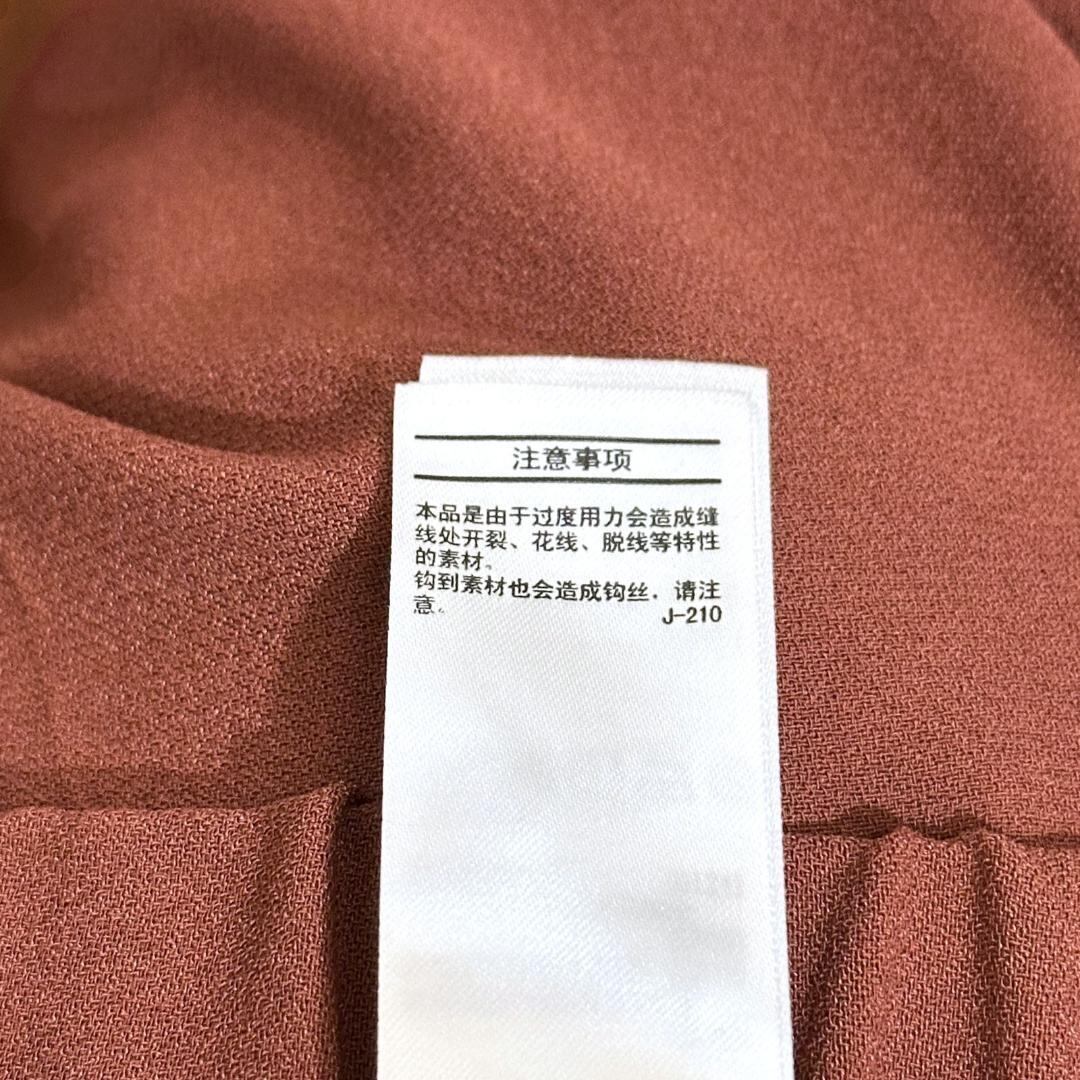 注意事项
本品是由于过度用力会造成缝
线处开裂、花线、脱线等特性
的素材。
钩到素材也会造成钩丝．请注
意。
J-210